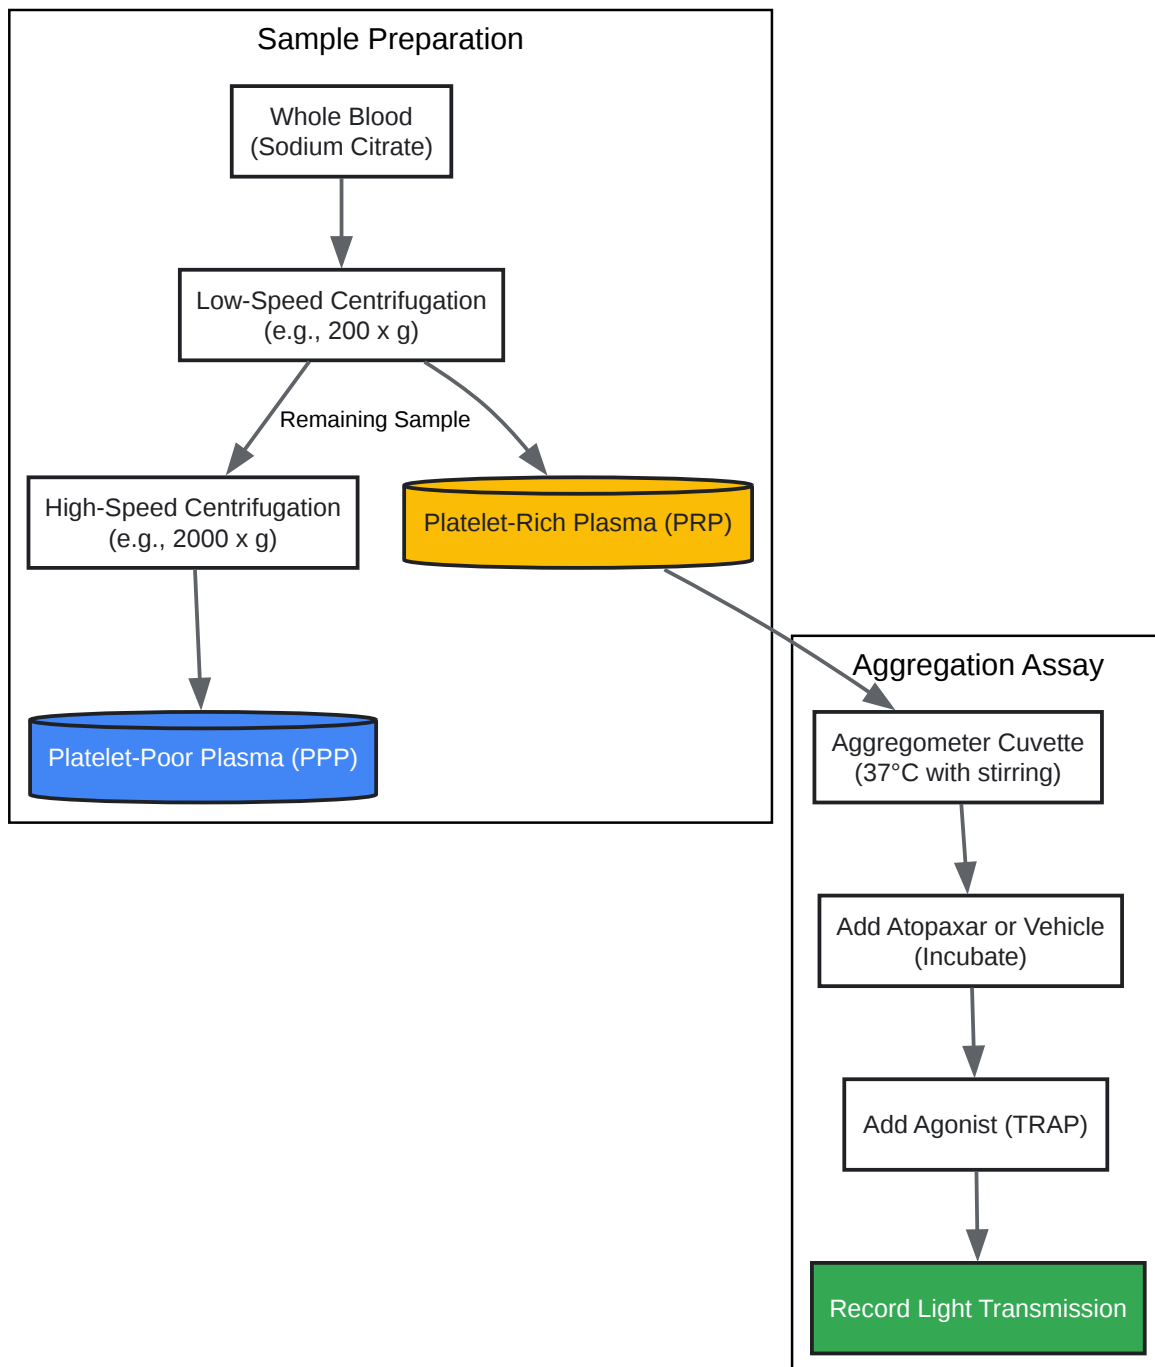 Sample Preparation
Whole Blood
(Sodium Citrate)
Low-Speed Centrifugation
(e.g., 200 x g)
Remaining Sample
High-Speed Centrifugation
(e.g., 2000 x g)
Platelet-Rich Plasma (PRP)
Platelet-Poor Plasma (PPP)
Aggregation Assay
Aggregometer Cuvette
(37°C with stirring)
Add Atopaxar or Vehicle
(Incubate)
Add Agonist (TRAP)
Record Light Transmission